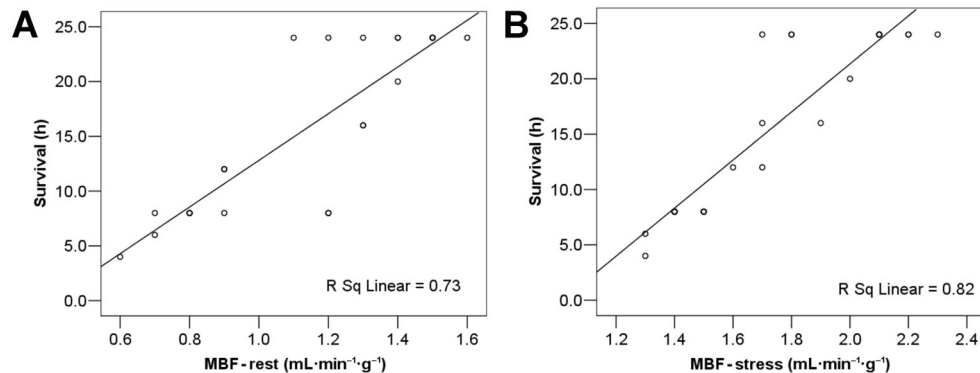 A
25.0
20.0
15.0
10.0
5.0
0.0
Survival (h)
0.6 0.8 1.0 1.2 1.4 1.6
MBF-rest (mL·min⁻¹·g⁻¹)
R Sq Linear = 0.73
B
25.0
20.0
15.0
10.0
5.0
0.0
Survival (h)
1.2 1.4 1.6 1.8 2.0 2.2 2.4
MBF-stress (mL·min⁻¹·g⁻¹)
R Sq Linear = 0.82